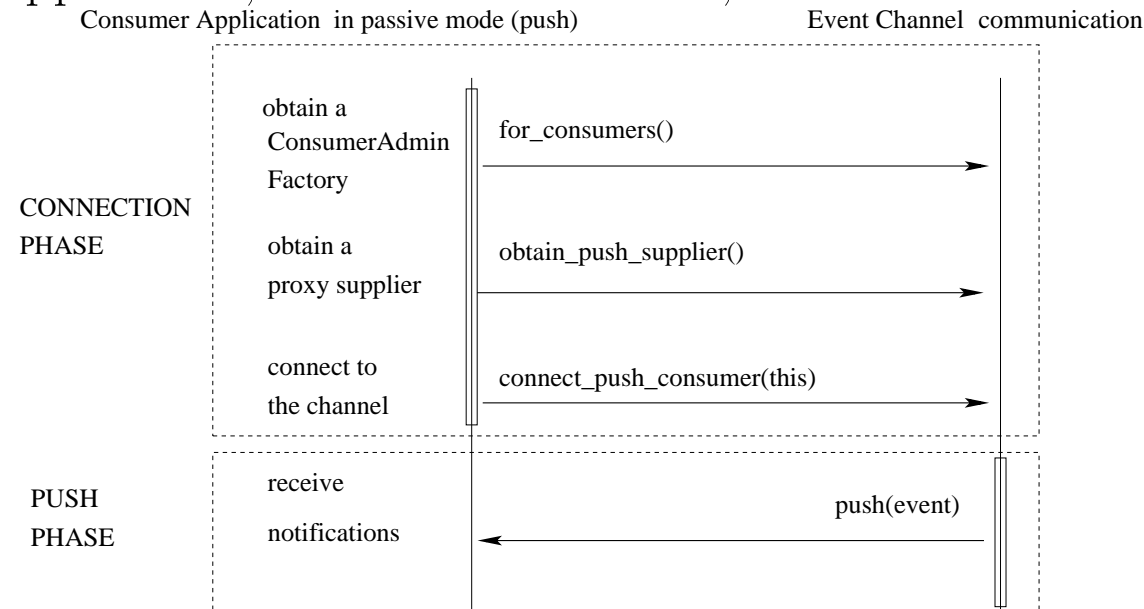 Consumer Application in passive mode (push)
Event Channel communication
obtain a
ConsumerAdmin
Factory
for_consumers()
CONNECTION
PHASE
obtain a
proxy supplier
obtain_push_supplier()
connect to
the channel
connect_push_consumer(this)
PUSH
PHASE
receive
notifications
push(event)